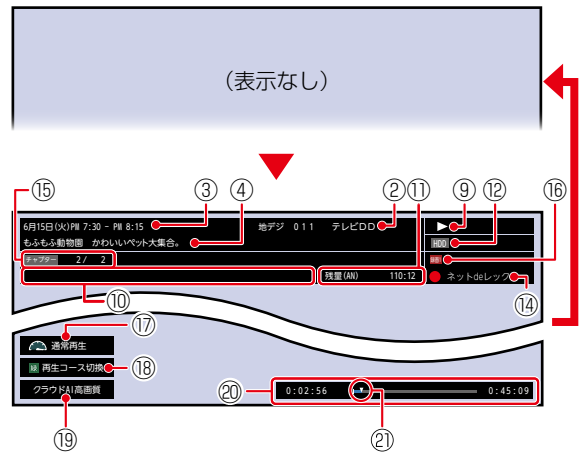 （表示なし）
⑮ ③ ④ ② ⑪ ⑨ ⑫ ⑯
6月15日(火)PM 7:30 - PM 8:15 地デジ 011 テレビDD
もふもふ動物園 かわいいペット大集合。
HDD
チャプター 2/ 2
残量(AN) 110:12
ネットdeレック
⑩ ⑭
⑰
通常再生
再生コース切換
⑱
クラウドAI高画質
⑳ 0:02:56 0:45:09
⑲ ㉑